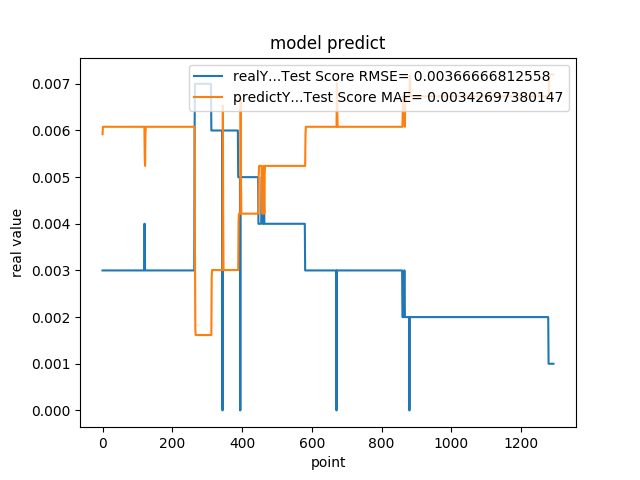 model predict
realY...Test Score RMSE= 0.00366666812558
predictY...Test Score MAE= 0.00342697380147
0.007
0.006
0.005
0.004
0.003
0.002
0.001
0.000
real value
0 200 400 600 800 1000 1200
point